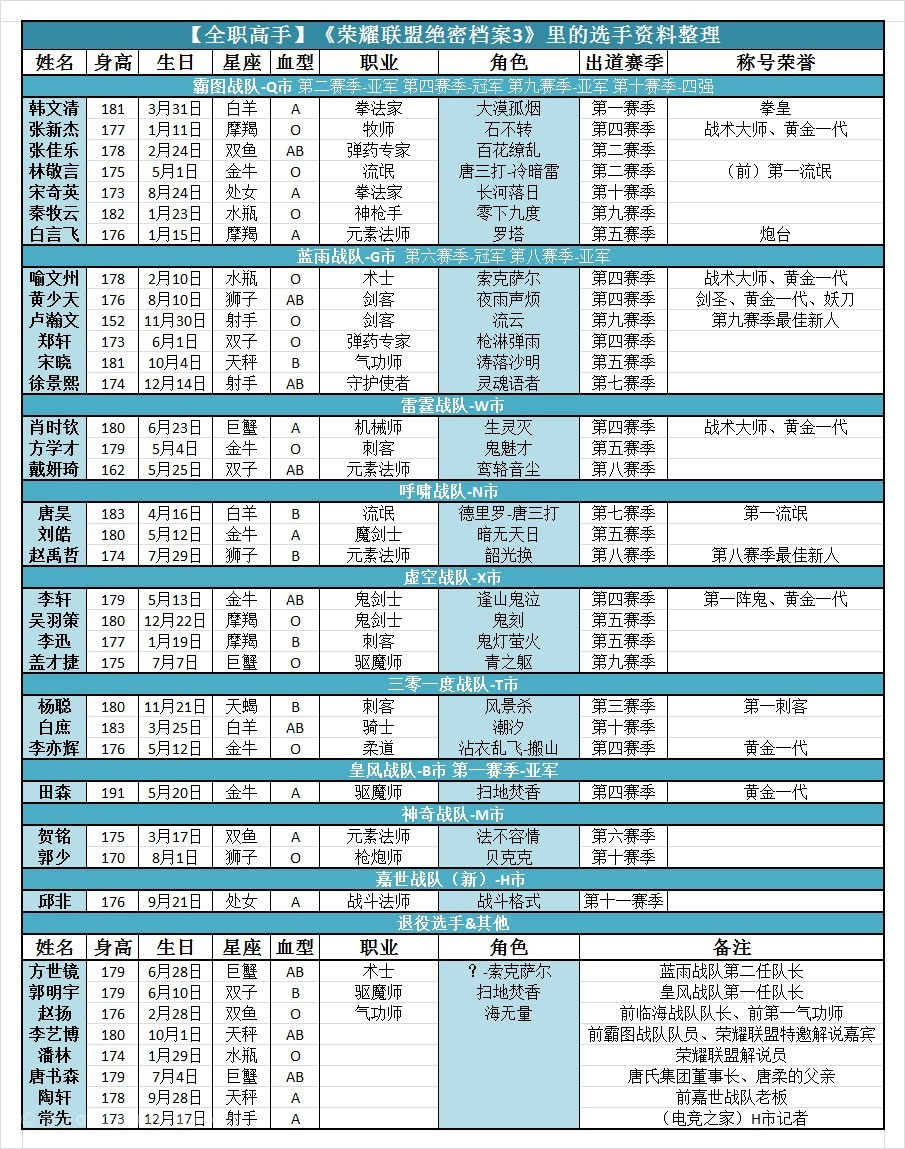 【全职高手】《荣耀联盟绝密档案3》里的选手资料整理
姓名 身高 生日 星座 血型 职业 角色 出道赛季 称号荣誉
霸图战队-Q市 第二赛季-亚军 第四赛季-冠军 第九赛季-亚军 第十赛季-四强
韩文清 181 3月31日 白羊 A 拳法家 大漠孤烟 第一赛季 拳皇
张新杰 177 1月11日 摩羯 O 牧师 石不转 第四赛季 战术大师、黄金一代
张佳乐 178 2月24日 双鱼 AB 弹药专家 百花缭乱 第二赛季
林敬言 175 5月1日 金牛 O 流氓 唐三打-冷暗雷 第二赛季 （前）第一流氓
宋奇英 173 8月24日 处女 A 拳法家 长河落日 第十赛季
秦牧云 182 1月23日 水瓶 O 神枪手 零下九度 第九赛季
白言飞 176 1月15日 摩羯 A 元素法师 罗塔 第五赛季 炮台
蓝雨战队-G市 第六赛季-冠军 第八赛季-亚军
喻文州 178 2月10日 水瓶 O 术士 索克萨尔 第四赛季 战术大师、黄金一代
黄少天 176 8月10日 狮子 AB 剑客 夜雨声烦 第四赛季 剑圣、黄金一代、妖刀
卢瀚文 152 11月30日 射手 O 剑客 流云 第九赛季 第九赛季最佳新人
郑轩 173 6月1日 双子 O 弹药专家 枪淋弹雨 第四赛季
宋晓 181 10月4日 天秤 B 气功师 涛落沙明 第五赛季
徐景熙 174 12月14日 射手 AB 守护使者 灵魂语者 第七赛季
雷霆战队-W市
肖时钦 180 6月23日 巨蟹 A 机械师 生灵灭 第四赛季 战术大师、黄金一代
方学才 179 5月4日 金牛 O 刺客 鬼魅才 第五赛季
戴妍琦 162 5月25日 双子 AB 元素法师 鸾辂音尘 第八赛季
呼啸战队-N市
唐昊 183 4月16日 白羊 B 流氓 德里罗-唐三打 第七赛季 第一流氓
刘皓 180 5月12日 金牛 A 魔剑士 暗无天日 第五赛季
赵禹哲 174 7月29日 狮子 B 元素法师 韶光换 第八赛季 第八赛季最佳新人
虚空战队-X市
李轩 179 5月13日 金牛 AB 鬼剑士 逢山鬼泣 第四赛季 第一阵鬼、黄金一代
吴羽策 180 12月22日 摩羯 O 鬼剑士 鬼刻 第五赛季
李迅 177 1月19日 摩羯 B 刺客 鬼灯萤火 第五赛季
盖才捷 175 7月7日 巨蟹 O 驱魔师 青之躯 第九赛季
三零一度战队-T市
杨聪 180 11月21日 天蝎 B 刺客 风景杀 第三赛季 第一刺客
白庶 183 3月25日 白羊 AB 骑士 潮汐 第十赛季
李亦辉 176 5月12日 金牛 O 柔道 沾衣乱飞-搬山 第四赛季 黄金一代
皇风战队-B市 第一赛季-亚军
田森 191 5月20日 金牛 A 驱魔师 扫地焚香 第四赛季 黄金一代
神奇战队-M市
贺铭 175 3月17日 双鱼 A 元素法师 法不容情 第六赛季
郭少 170 8月1日 狮子 O 枪炮师 贝克克 第十赛季
嘉世战队（新）-H市
邱非 176 9月21日 处女 A 战斗法师 战斗格式 第十一赛季
退役选手&其他
姓名 身高 生日 星座 血型 职业 角色 备注
方世镜 179 6月28日 巨蟹 AB 术士 ？-索克萨尔 蓝雨战队第二任队长
郭明宇 179 6月10日 双子 B 驱魔师 扫地焚香 皇风战队第一任队长
赵扬 176 2月28日 双鱼 O 气功师 海无量 前临海战队队长、前第一气功师
李艺博 180 10月1日 天秤 AB 前霸图战队队员、荣耀联盟特邀解说嘉宾
潘林 174 1月29日 水瓶 O 荣耀联盟解说员
唐书森 179 7月4日 巨蟹 AB 唐氏集团董事长、唐柔的父亲
陶轩 178 9月28日 天秤 A 前嘉世战队老板
常先 173 12月17日 射手 A （电竞之家）H市记者